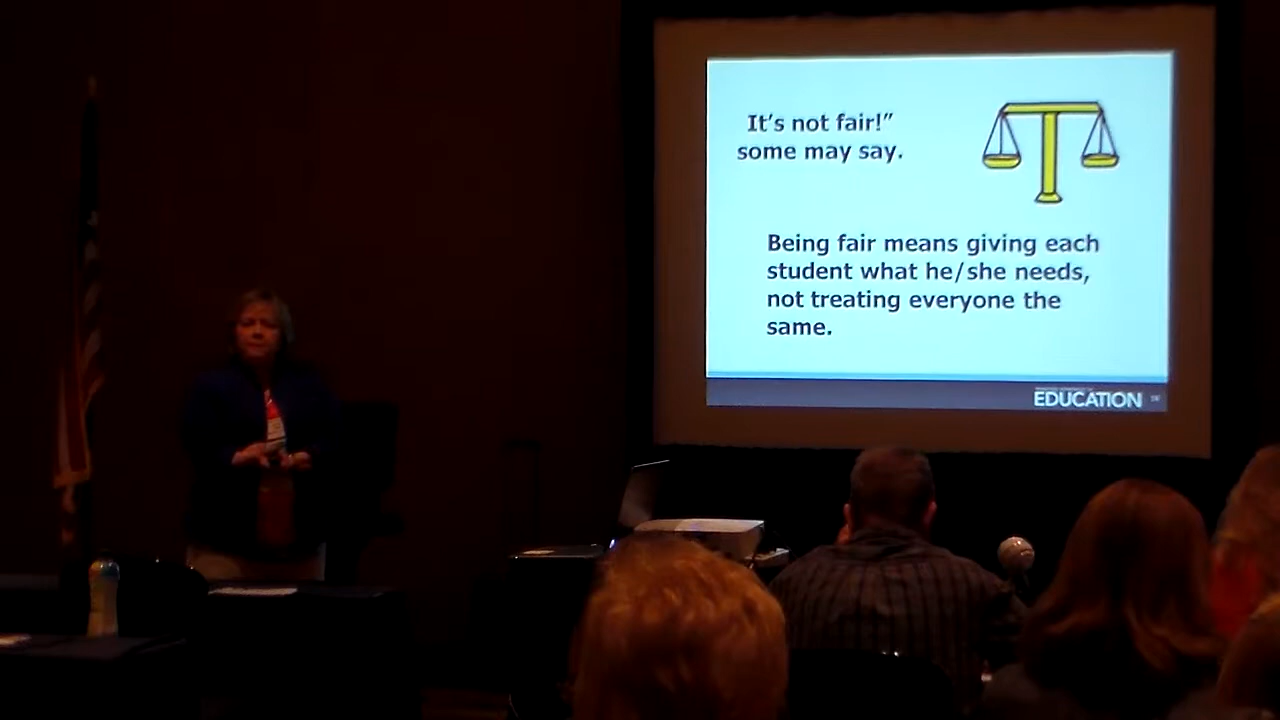 It's not fair!”
some may say.
Being fair means giving each
student what he/she needs,
not treating everyone the
same.
EDUCATION